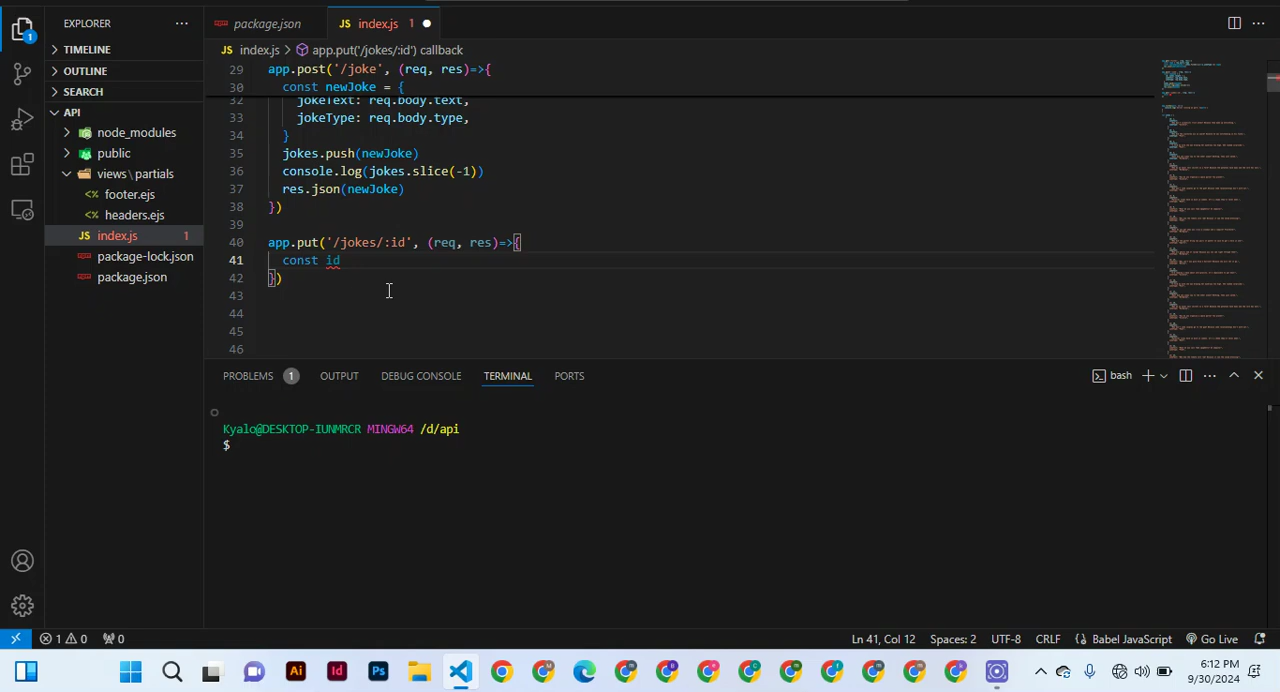 EXPLORER
package.json
index.js 1
TIMELINE
OUTLINE
SEARCH
API
node_modules
public
views\partials
footer.ejs
headers.ejs
index.js 1
package-lock.json
package.json
1
index.js > app.put('/jokes/:id') callback
29 app.post('/joke', (req, res)=>{
30 const newJoke = {
32 jokeText: req.body.text,
33 jokeType: req.body.type,
34 }
35 jokes.push(newJoke)
36 console.log(jokes.slice(-1))
37 res.json(newJoke)
38 })
39
40 app.put('/jokes/:id', (req, res)=>{
41 const id
42 })
43
44
45
46
PROBLEMS 1 OUTPUT DEBUG CONSOLE TERMINAL PORTS
bash
Kyalo@DESKTOP-IUNMRCR MINGW64 /d/api
$
1 0 0
Ln 41, Col 12 Spaces: 2 UTF-8 CRLF Babel JavaScript Go Live
6:12 PM
9/30/2024